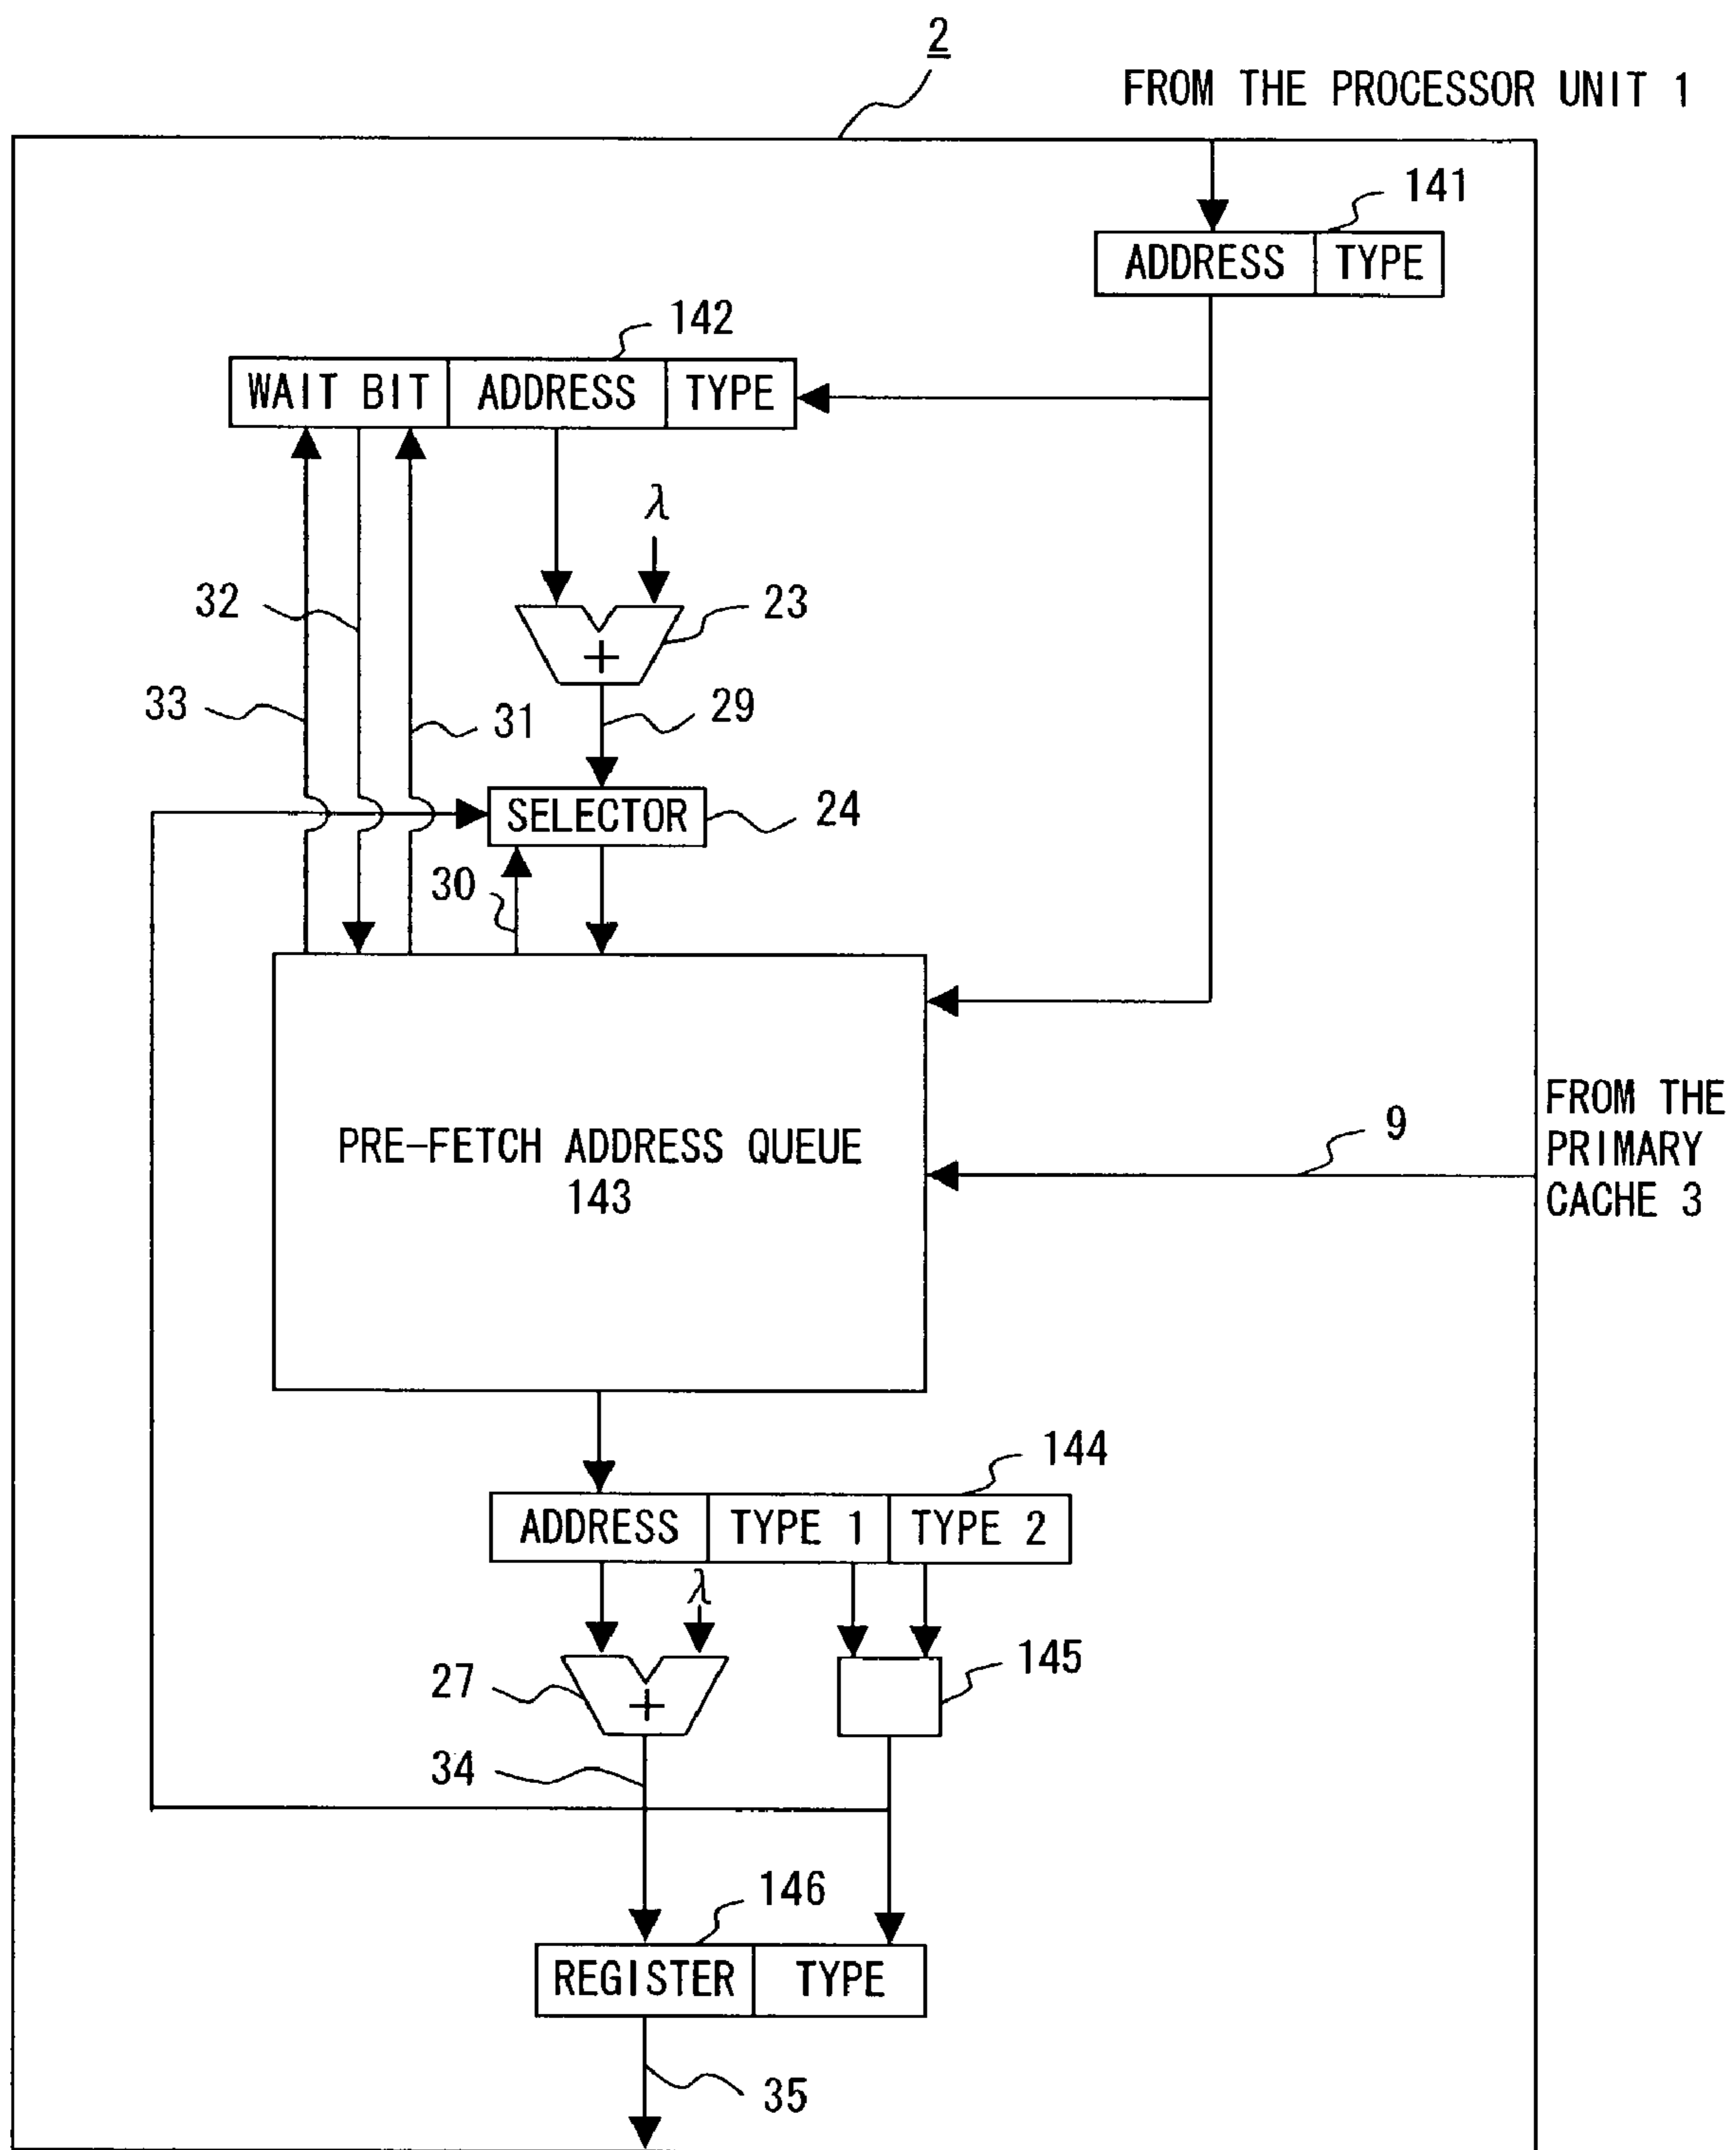 2
FROM THE PROCESSOR UNIT 1
141
ADDRESS TYPE
142
WAIT BIT ADDRESS TYPE
λ
32
23
+
33
31
29
SELECTOR
24
30
PRE-FETCH ADDRESS QUEUE
143
9
FROM THE
PRIMARY
CACHE 3
144
ADDRESS TYPE 1 TYPE 2
λ
27
+
145
34
146
REGISTER TYPE
35